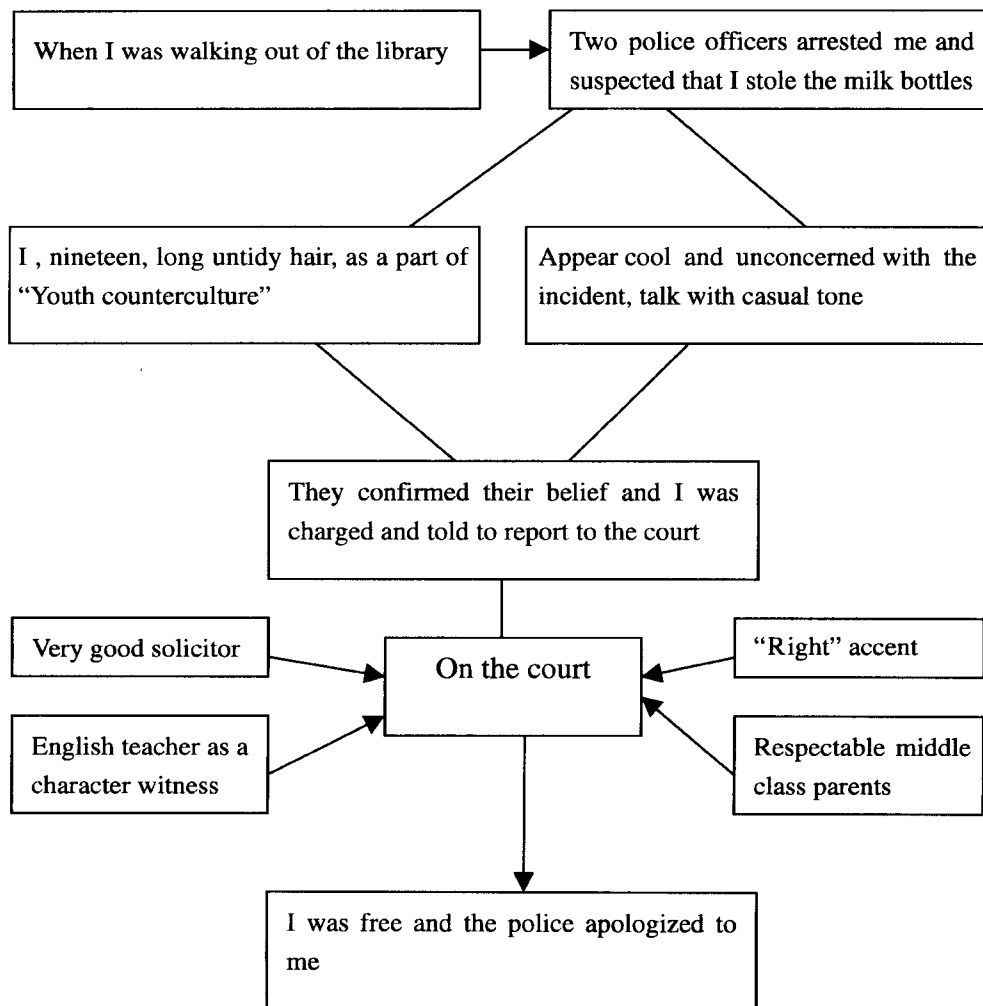 When I was walking out of the library
Two police officers arrested me and
suspected that I stole the milk bottles
I , nineteen, long untidy hair, as a part of
“Youth counterculture”
Appear cool and unconcerned with the
incident, talk with casual tone
They confirmed their belief and I was
charged and told to report to the court
Very good solicitor
On the court
“Right” accent
English teacher as a
character witness
Respectable middle
class parents
I was free and the police apologized to
me